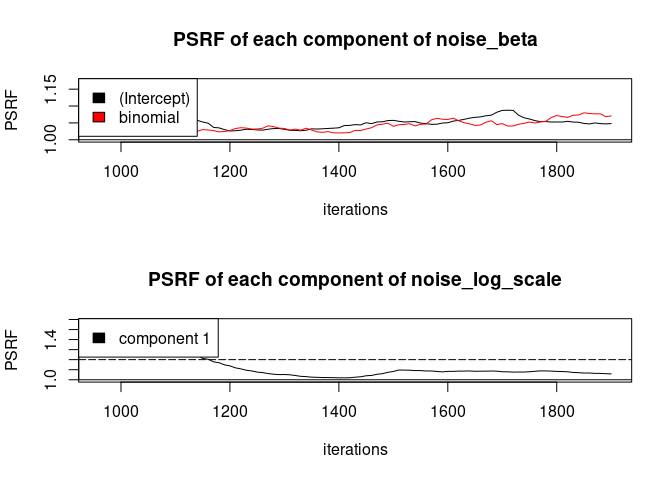 PSRF of each component of noise_beta
PSRF
1.15
1.00
(Intercept)
binomial
1000 1200 1400 1600 1800
iterations
PSRF of each component of noise_log_scale
PSRF
1.4
1.0
component 1
1000 1200 1400 1600 1800
iterations